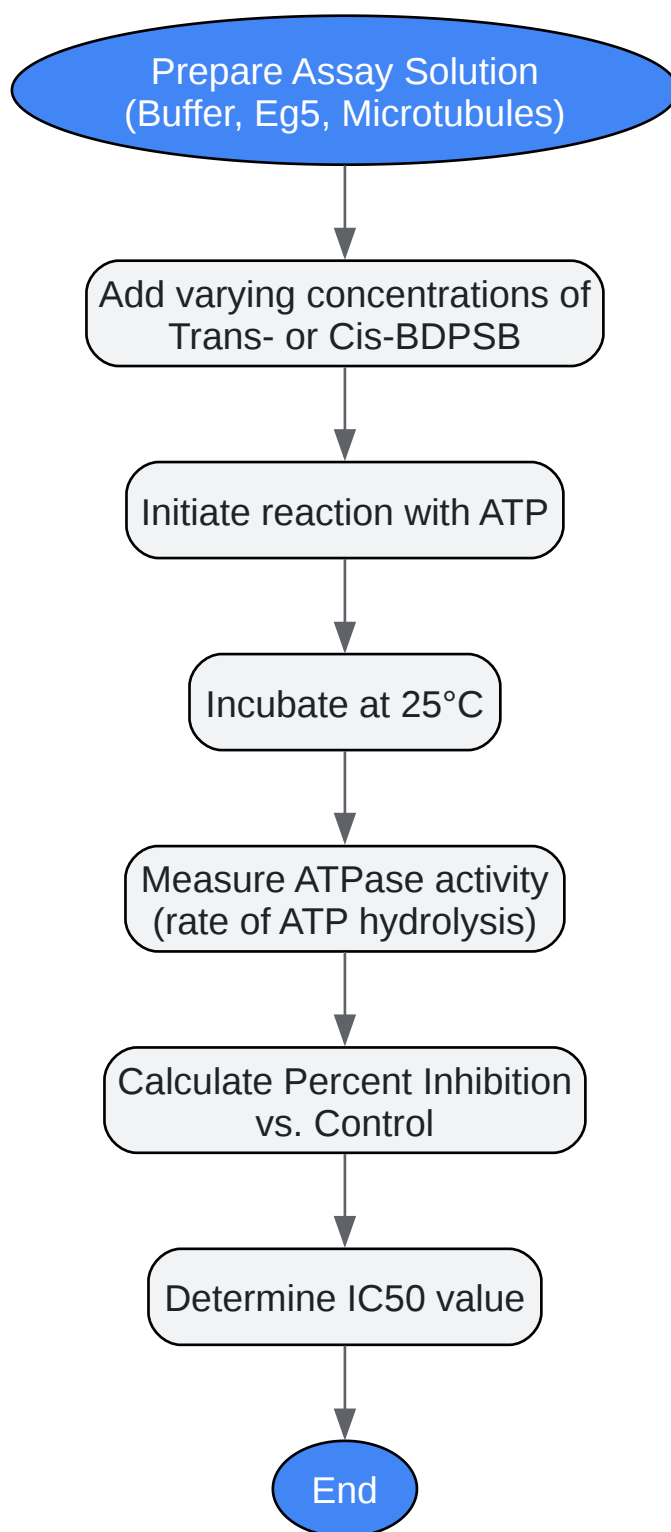 Prepare Assay Solution
(Buffer, Eg5, Microtubules)
Add varying concentrations of
Trans- or Cis-BDPSB
Initiate reaction with ATP
Incubate at 25°C
Measure ATPase activity
(rate of ATP hydrolysis)
Calculate Percent Inhibition
vs. Control
Determine IC50 value
End